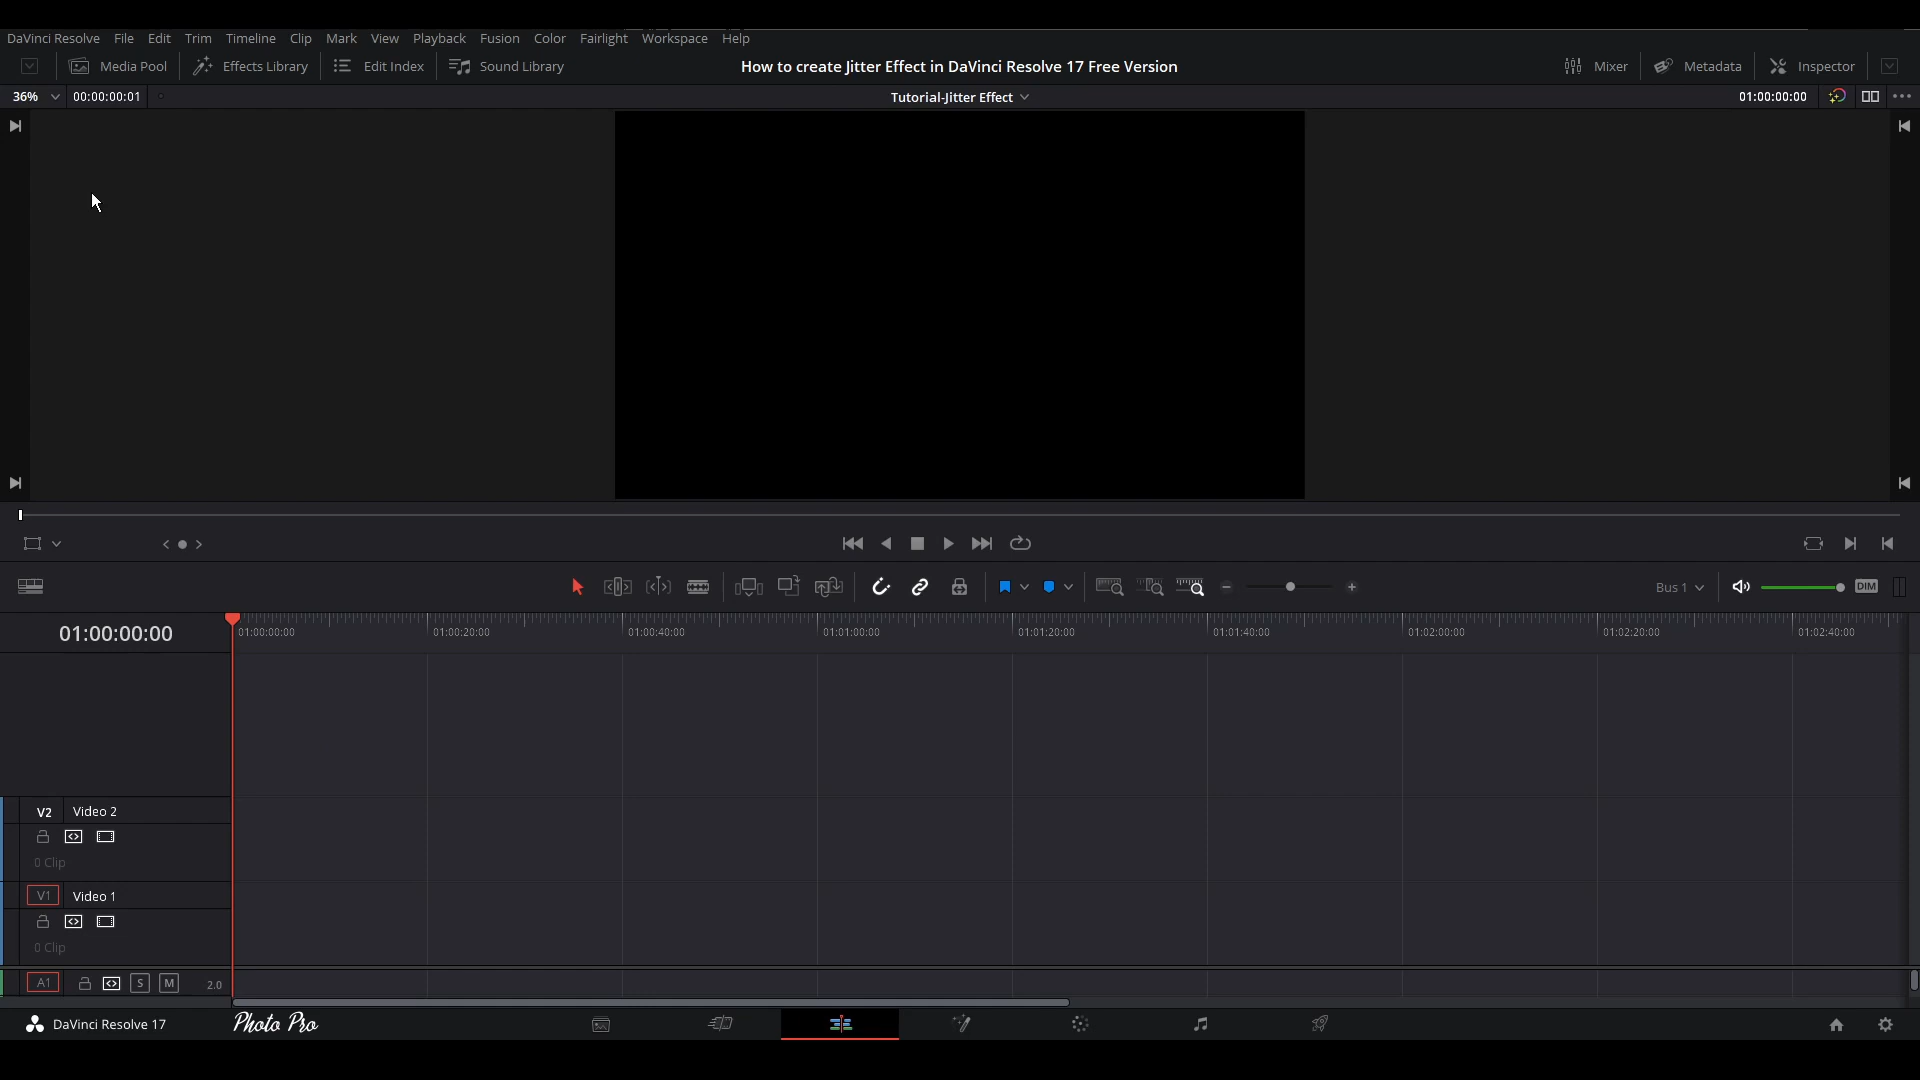 DaVinci Resolve File Edit Trim Timeline Clip Mark View Playback Fusion Color Fairlight Workspace Help
Media Pool Effects Library Edit Index Sound Library How to create Jitter Effect in DaVinci Resolve 17 Free Version Mixer Metadata Inspector
36% 00:00:00:01 Tutorial-Jitter Effect 01:00:00:00
Bus 1 DIM
01:00:00:00 01:00:00:00 01:00:20:00 01:00:40:00 01:01:00:00 01:01:20:00 01:01:40:00 01:02:00:00 01:02:20:00 01:02:40:00
V2 Video 2
0 Clip
V1 Video 1
0 Clip
A1 S M 2.0
DaVinci Resolve 17 Photo Pro